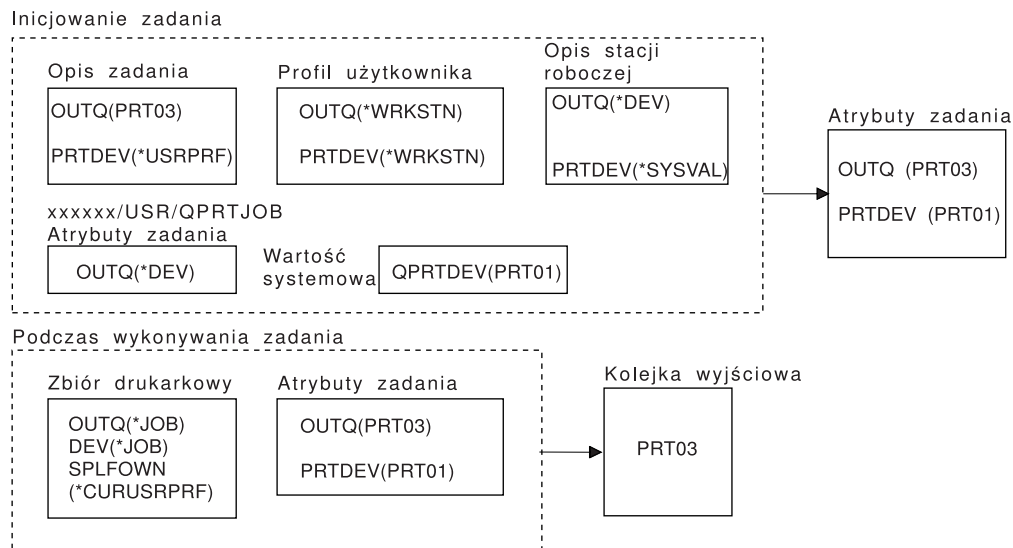 Inicjowanie zadania
Opis zadania
OUTQ(PRT03)
PRTDEV(*USRPRF)
Profil użytkownika
OUTQ(*WRKSTN)
PRTDEV(*WRKSTN)
Opis stacji
roboczej
OUTQ(*DEV)
PRTDEV(*SYSVAL)
Atrybuty zadania
OUTQ (PRT03)
PRTDEV (PRT01)
xxxxxx/USR/QPRTJOB
Atrybuty zadania
OUTQ(*DEV)
Wartość
systemowa
QPRTDEV(PRT01)
Podczas wykonywania zadania
Zbiór drukarkowy
OUTQ(*JOB)
DEV(*JOB)
SPLFOWN
(*CURUSRPRF)
Atrybuty zadania
OUTQ(PRT03)
PRTDEV(PRT01)
Kolejka wyjściowa
PRT03